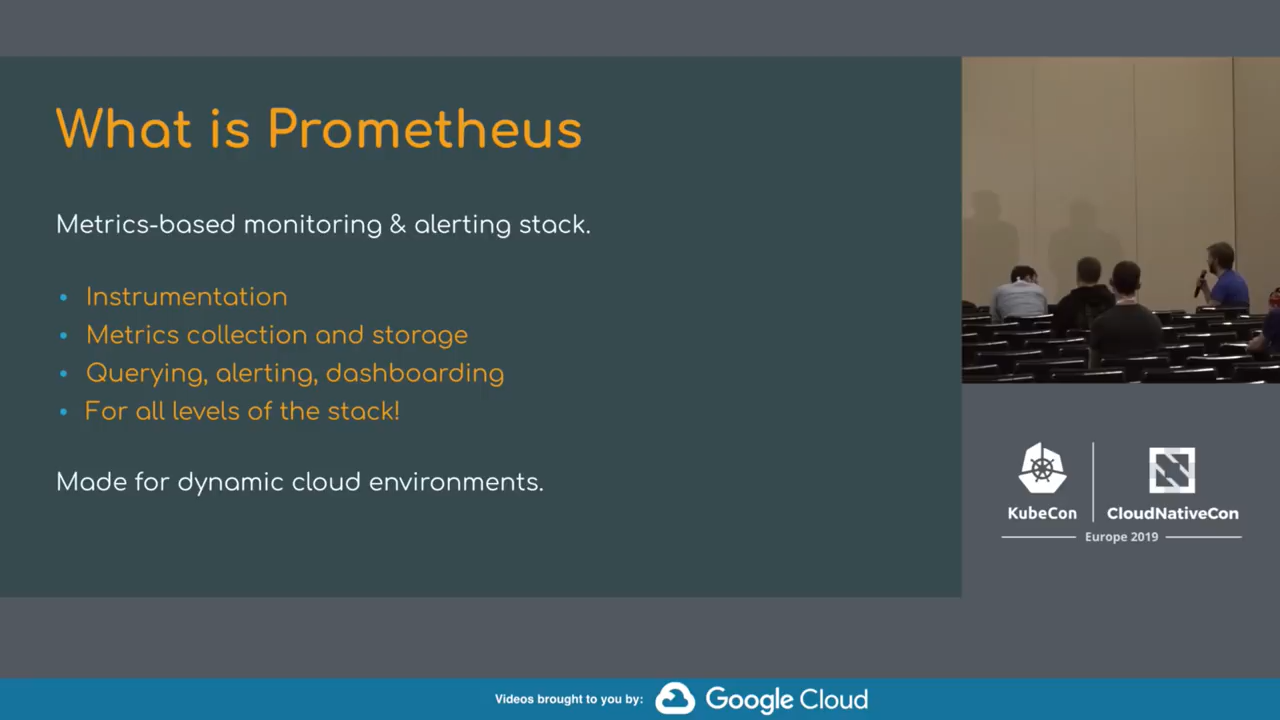 What is Prometheus
Metrics-based monitoring & alerting stack.
• Instrumentation
• Metrics collection and storage
• Querying, alerting, dashboarding
• For all levels of the stack!
Made for dynamic cloud environments.
KubeCon
CloudNativeCon
Europe 2019
Videos brought to you by:
Google Cloud